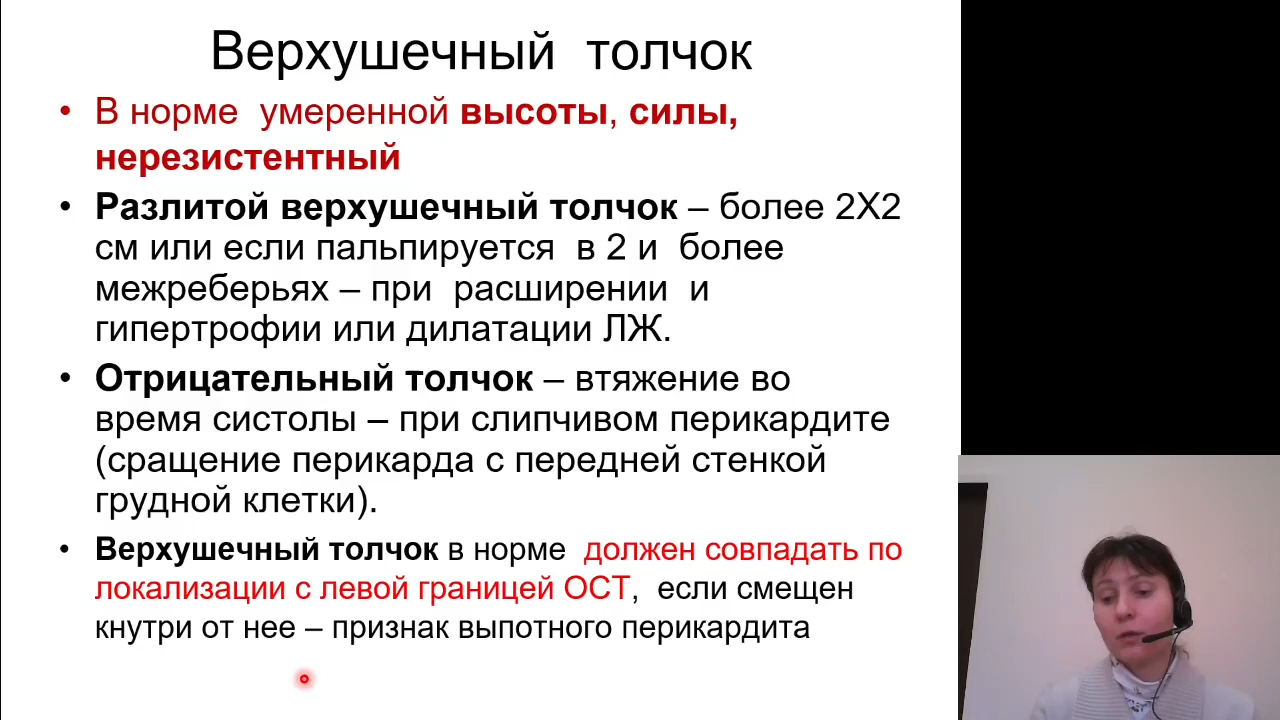 Верхушечный толчок
• В норме умеренной высоты, силы,
нерезистентный
• Разлитой верхушечный толчок – более 2Х2
см или если пальпируется в 2 и более
межреберьях – при расширении и
гипертрофии или дилатации ЛЖ.
• Отрицательный толчок – втяжение во
время систолы – при слипчивом перикардите
(сращение перикарда с передней стенкой
грудной клетки).
• Верхушечный толчок в норме должен совпадать по
локализации с левой границей ОСТ, если смещен
кнутри от нее – признак выпотного перикардита